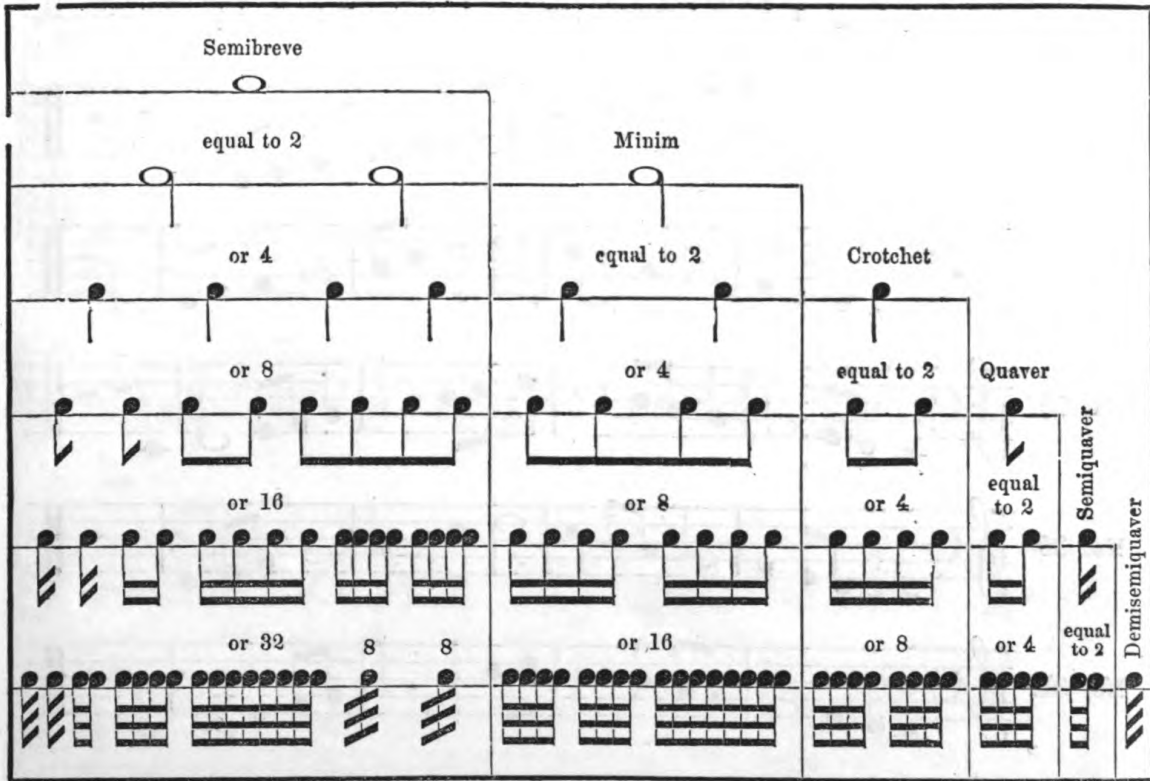 Semibreve
equal to 2
Minim
or 4
equal to 2
Crotchet
or 8
or 4
equal to 2
Quaver
or 16
or 8
or 4
equal
to 2
Semiquaver
or 32
8
8
or 16
or 8
or 4
equal
to 2
Demisemiquaver